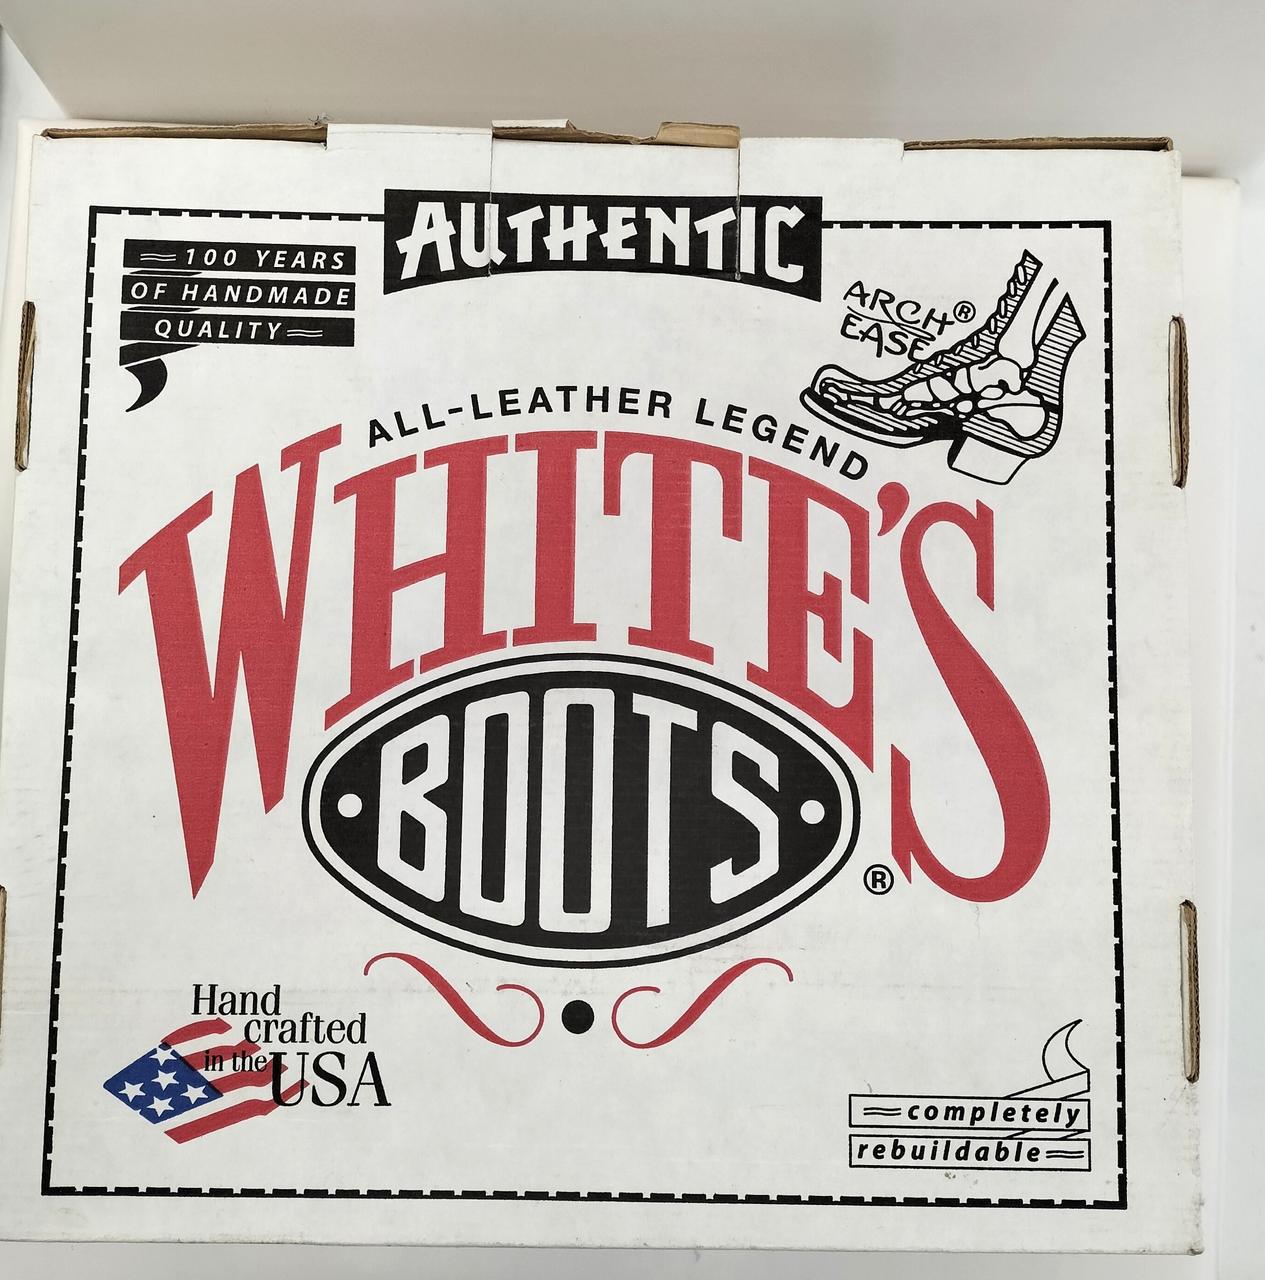 AUTHENTIC
100 YEARS
OF HANDMADE
QUALITY
ARCH®
EASE
ALL-LEATHER LEGEND
WHITE'S
BOOTS
®
Hand
crafted
in the USA
completely
rebuildable